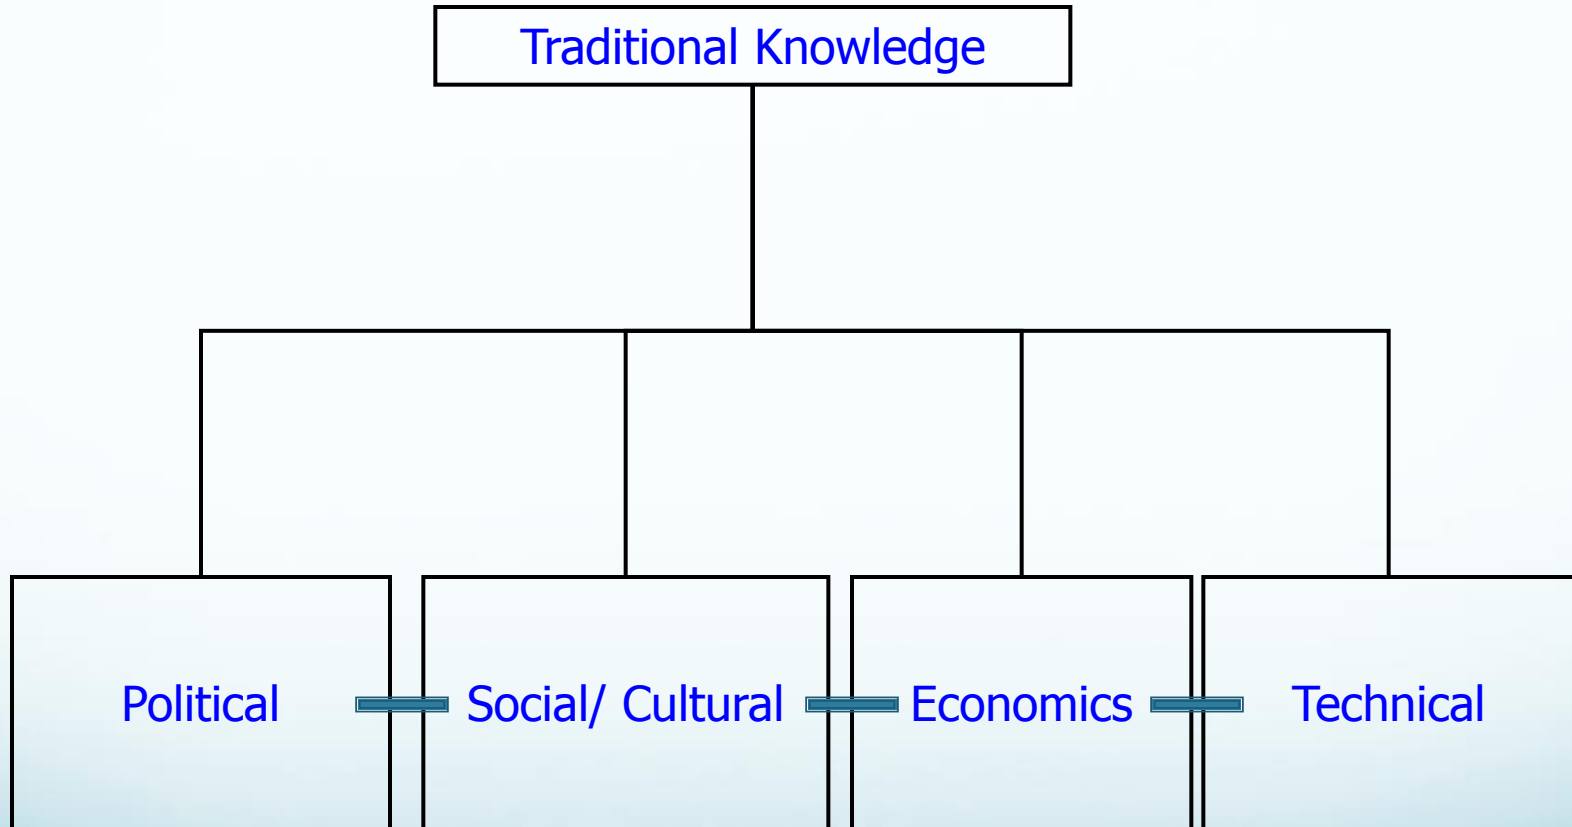 Traditional Knowledge
Political
Social/ Cultural
Economics
Technical